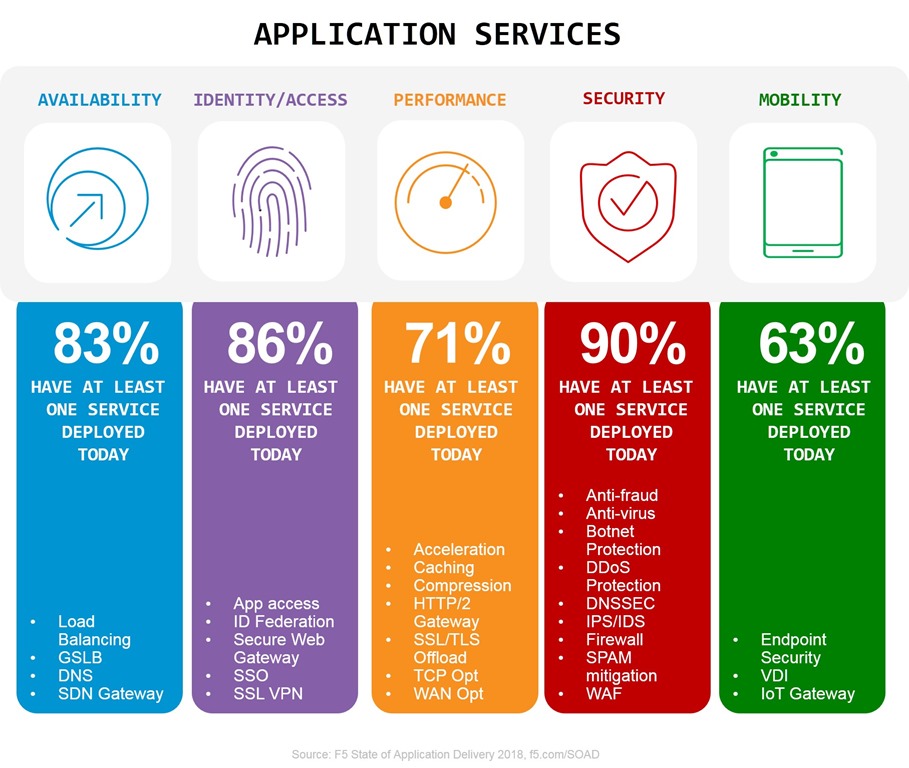 APPLICATION SERVICES
AVAILABILITY
IDENTITY/ACCESS
PERFORMANCE
SECURITY
MOBILITY
83%
HAVE AT LEAST
ONE SERVICE
DEPLOYED
TODAY
• Load
Balancing
• GSLB
• DNS
• SDN Gateway
86%
HAVE AT LEAST
ONE SERVICE
DEPLOYED
TODAY
• App access
• ID Federation
• Secure Web
Gateway
• SSO
• SSL VPN
71%
HAVE AT LEAST
ONE SERVICE
DEPLOYED
TODAY
• Acceleration
• Caching
• Compression
• HTTP/2
Gateway
• SSL/TLS
Offload
• TCP Opt
• WAN Opt
90%
HAVE AT LEAST
ONE SERVICE
DEPLOYED
TODAY
• Anti-fraud
• Anti-virus
• Botnet
Protection
• DDoS
Protection
• DNSSEC
• IPS/IDS
• Firewall
• SPAM
mitigation
• WAF
63%
HAVE AT LEAST
ONE SERVICE
DEPLOYED
TODAY
• Endpoint
Security
• VDI
• IoT Gateway
Source: F5 State of Application Delivery 2018, f5.com/SOAD